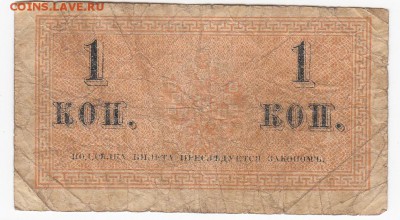 COINS.LAVE.RU
1 1
КОП. КОП.
ПОДДѢЛКА БИЛЕТА ПРЕСЛѢДУЕТСЯ ЗАКОНОМЪ.